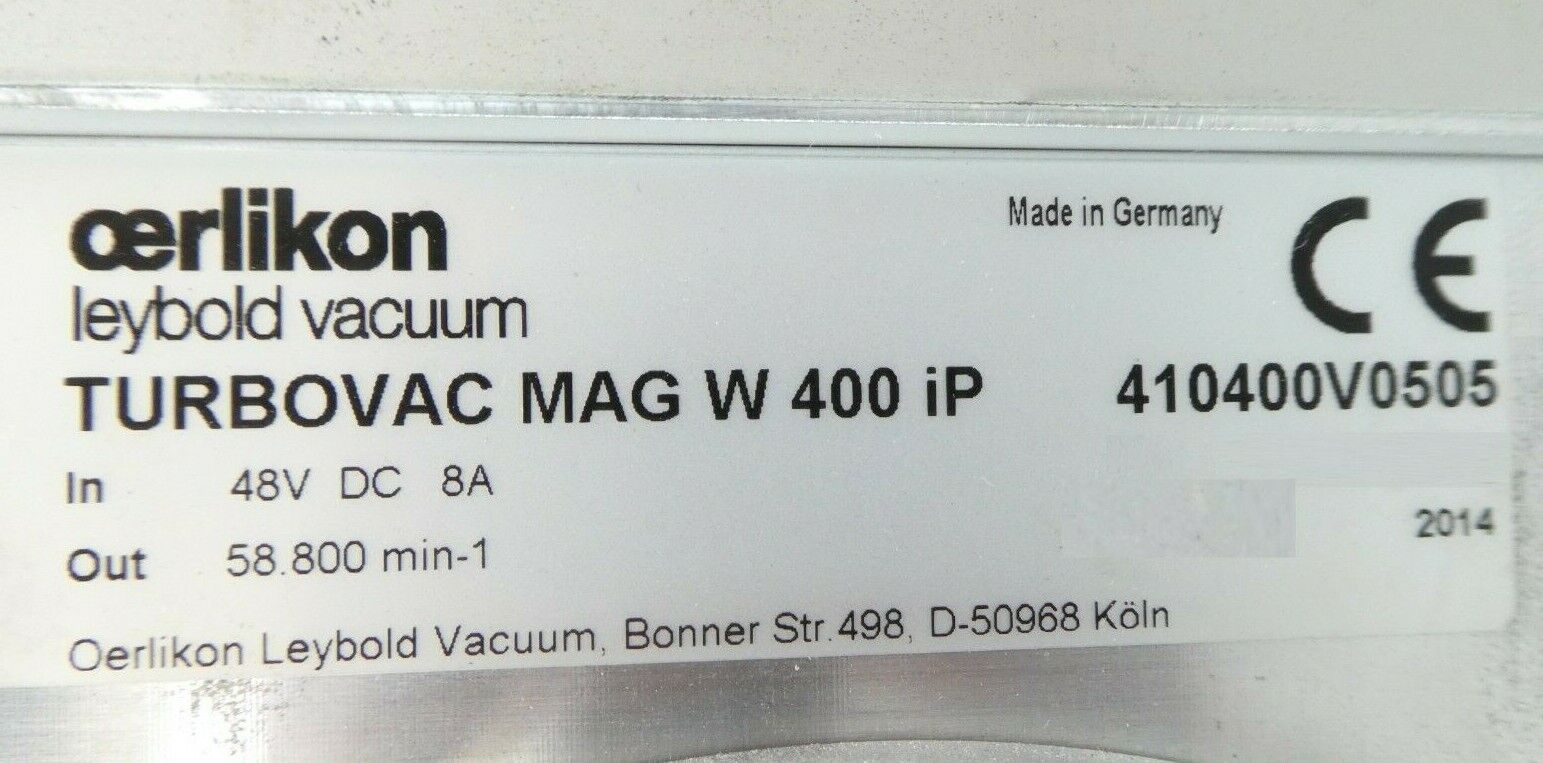 œrlikon
leybold vacuum
Made in Germany
CE
TURBOVAC MAG W 400 iP 410400V0505
In 48V DC 8A
Out 58.800 min-1
2014
Oerlikon Leybold Vacuum, Bonner Str.498, D-50968 Köln